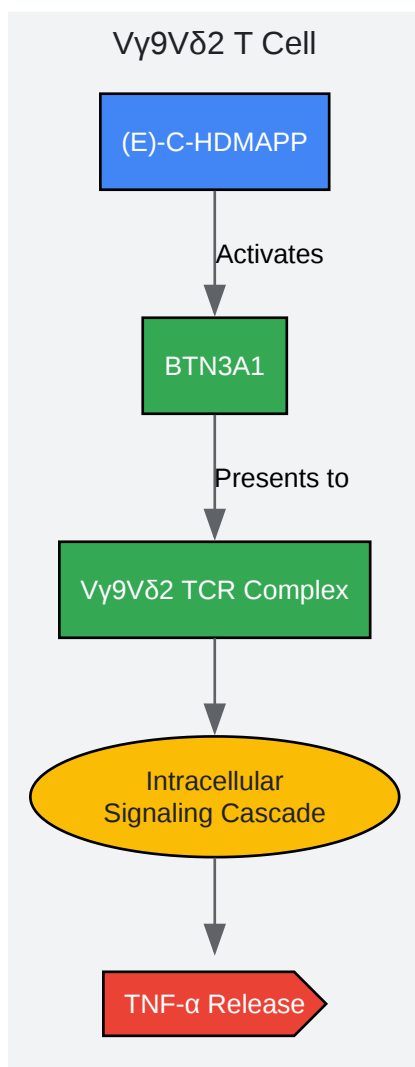 Vγ9Vδ2 T Cell
(E)-C-HDMAPP
Activates
BTN3A1
Presents to
Vγ9Vδ2 TCR Complex
Intracellular
Signaling Cascade
TNF-α Release